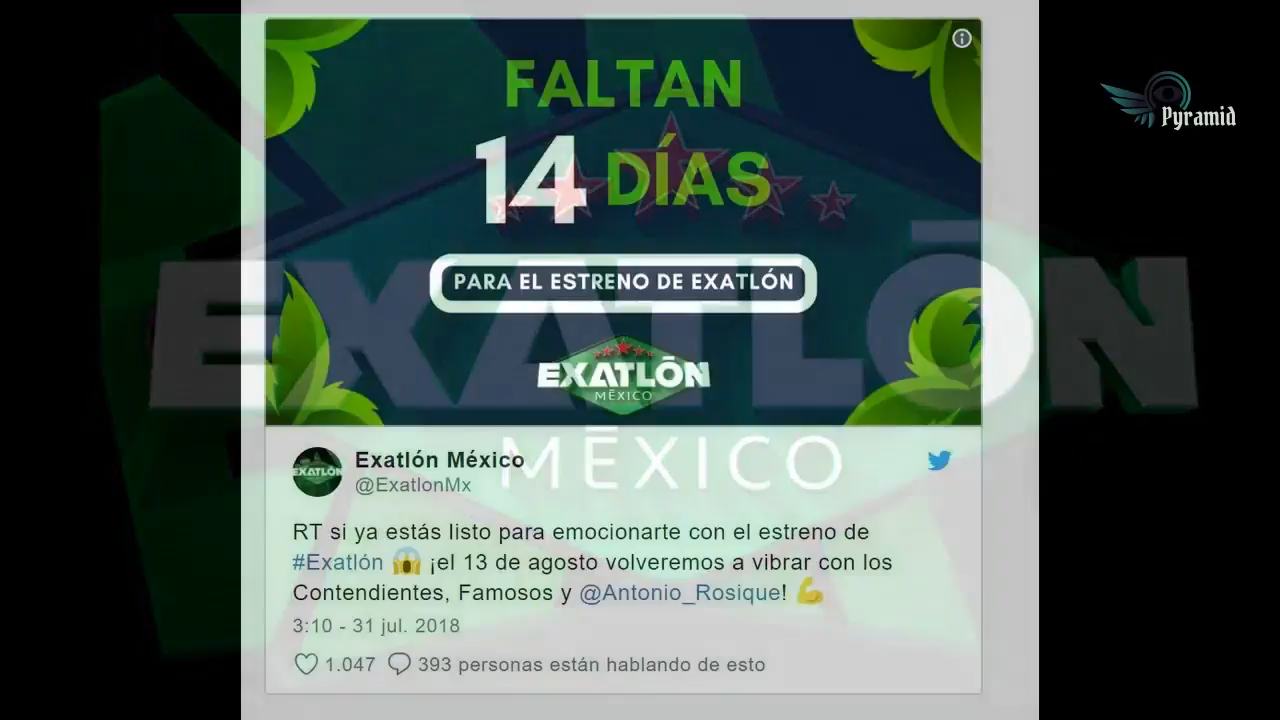 FALTAN
14 DÍAS
PARA EL ESTRENO DE EXATLÓN
EXATLÓN
MÉXICO
Pyramid
EXATLÓN
MÉXICO
EXATLÓN
Exatlón México
@ExatlonMx
RT si ya estás listo para emocionarte con el estreno de
#Exatlón 😱 ¡el 13 de agosto volveremos a vibrar con los
Contendientes, Famosos y @Antonio_Rosique! 💪
3:10 - 31 jul. 2018
1.047 393 personas están hablando de esto